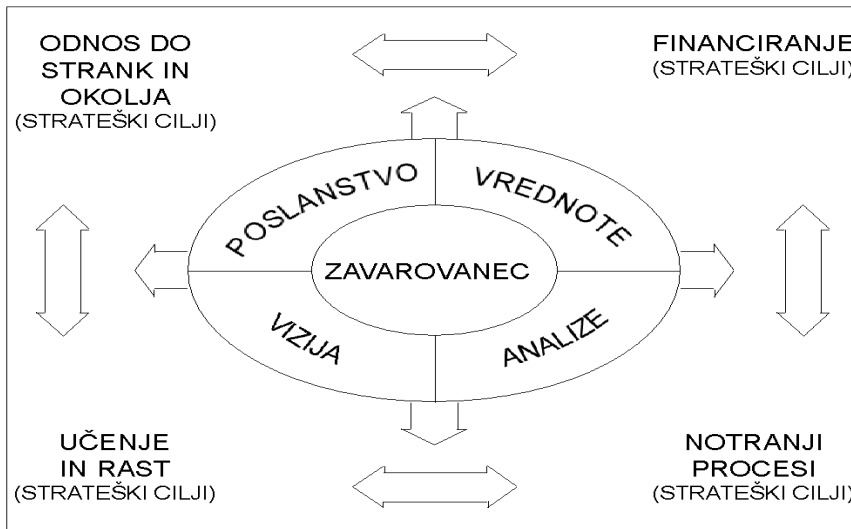 ODNOS DO
STRANK IN
OKOLJA
(STRATEŠKI CILJI)
FINANCIRANJE
(STRATEŠKI CILJI)
POSLANSTVO
VREDNOTE
ZAVAROVANEC
VIZIJA
ANALIZE
UČENJE
IN RAST
(STRATEŠKI CILJI)
NOTRANJI
PROCESI
(STRATEŠKI CILJI)